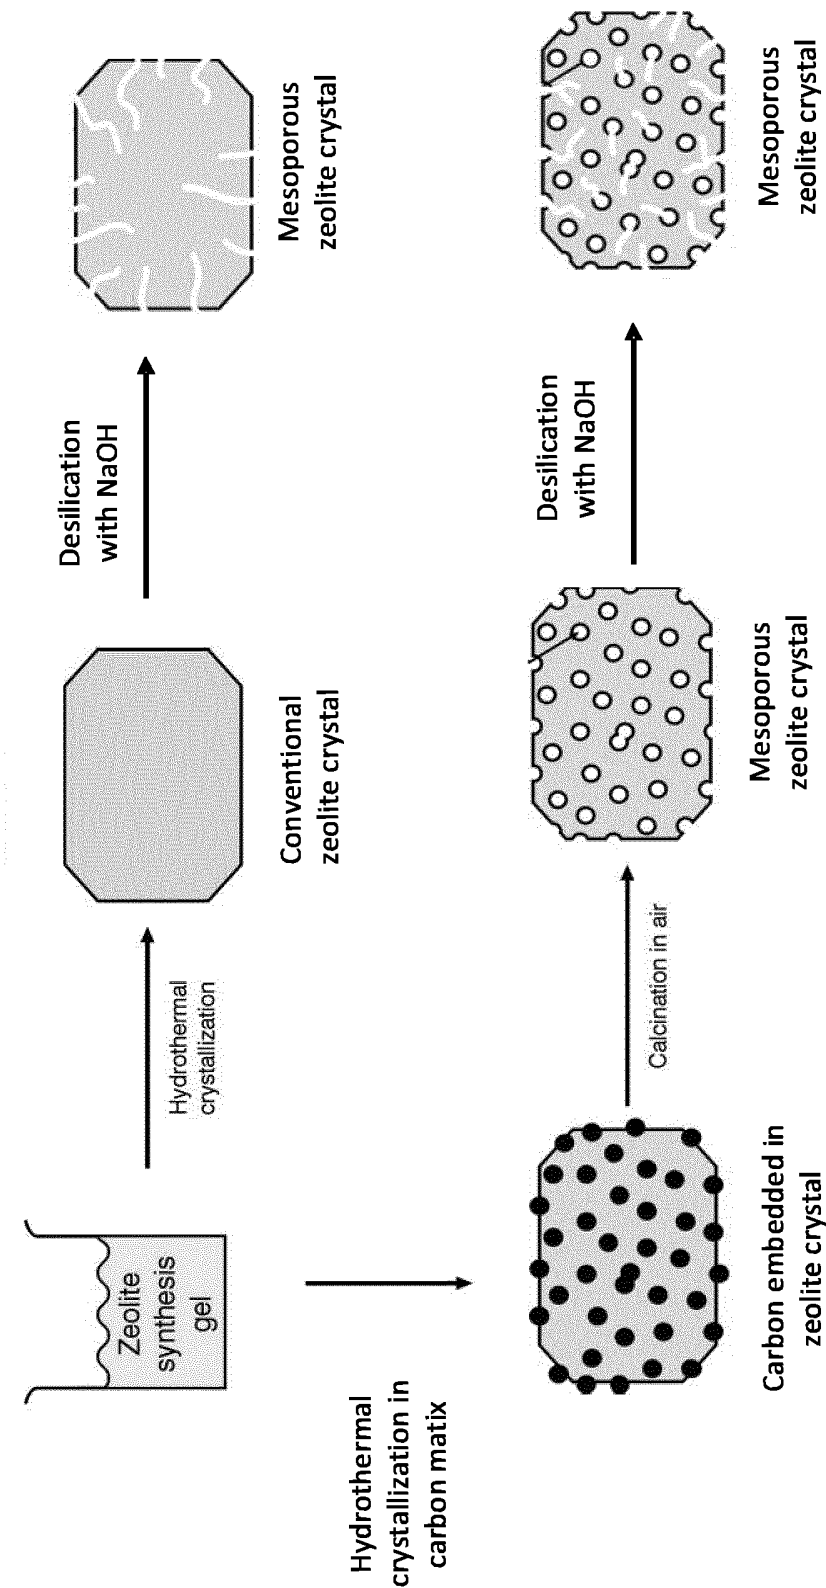 Zeolite
synthesis
gel
Hydrothermal
crystallization
Conventional
zeolite crystal
Desilication
with NaOH
Mesoporous
zeolite crystal
Hydrothermal
crystallization in
carbon matix
Carbon embedded in
zeolite crystal
Calcination in air
Mesoporous
zeolite crystal
Desilication
with NaOH
Mesoporous
zeolite crystal